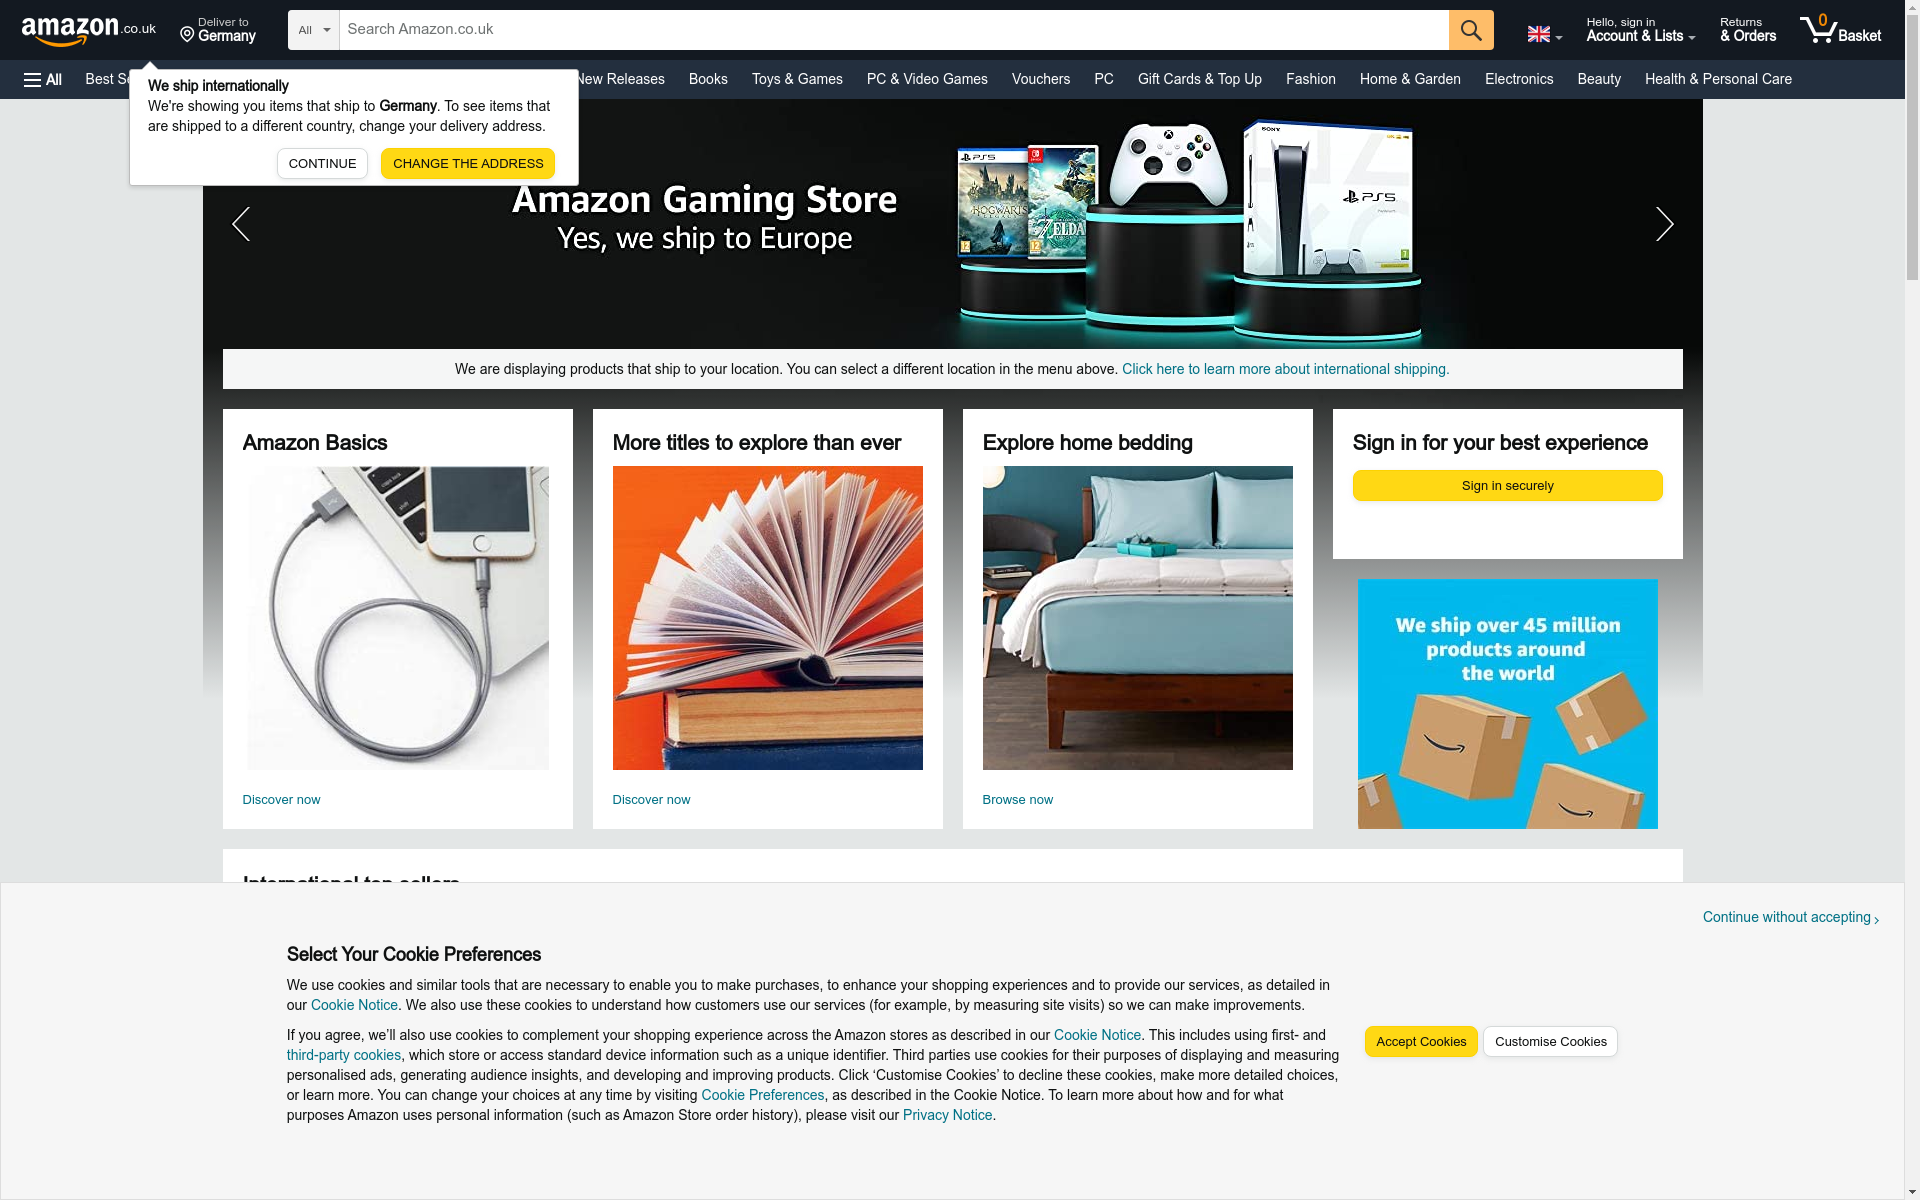 amazon.co.uk
Deliver to
Germany
All
Search Amazon.co.uk
Hello, sign in
Account & Lists
Returns
& Orders
0
Basket
All
Best Se
New Releases
Books
Toys & Games
PC & Video Games
Vouchers
PC
Gift Cards & Top Up
Fashion
Home & Garden
Electronics
Beauty
Health & Personal Care
We ship internationally
We're showing you items that ship to Germany. To see items that
are shipped to a different country, change your delivery address.
CONTINUE
CHANGE THE ADDRESS
Amazon Gaming Store
Yes, we ship to Europe
PS5
HOGWARTS
ZELDA
SONY
PS5
We are displaying products that ship to your location. You can select a different location in the menu above. Click here to learn more about international shipping.
Amazon Basics
Discover now
More titles to explore than ever
Discover now
Explore home bedding
Browse now
Sign in for your best experience
Sign in securely
We ship over 45 million
products around
the world
International top sellers
Continue without accepting
Select Your Cookie Preferences
We use cookies and similar tools that are necessary to enable you to make purchases, to enhance your shopping experiences and to provide our services, as detailed in
our Cookie Notice. We also use these cookies to understand how customers use our services (for example, by measuring site visits) so we can make improvements.
If you agree, we’ll also use cookies to complement your shopping experience across the Amazon stores as described in our Cookie Notice. This includes using first- and
third-party cookies, which store or access standard device information such as a unique identifier. Third parties use cookies for their purposes of displaying and measuring
personalised ads, generating audience insights, and developing and improving products. Click ‘Customise Cookies’ to decline these cookies, make more detailed choices,
or learn more. You can change your choices at any time by visiting Cookie Preferences, as described in the Cookie Notice. To learn more about how and for what
purposes Amazon uses personal information (such as Amazon Store order history), please visit our Privacy Notice.
Accept Cookies
Customise Cookies